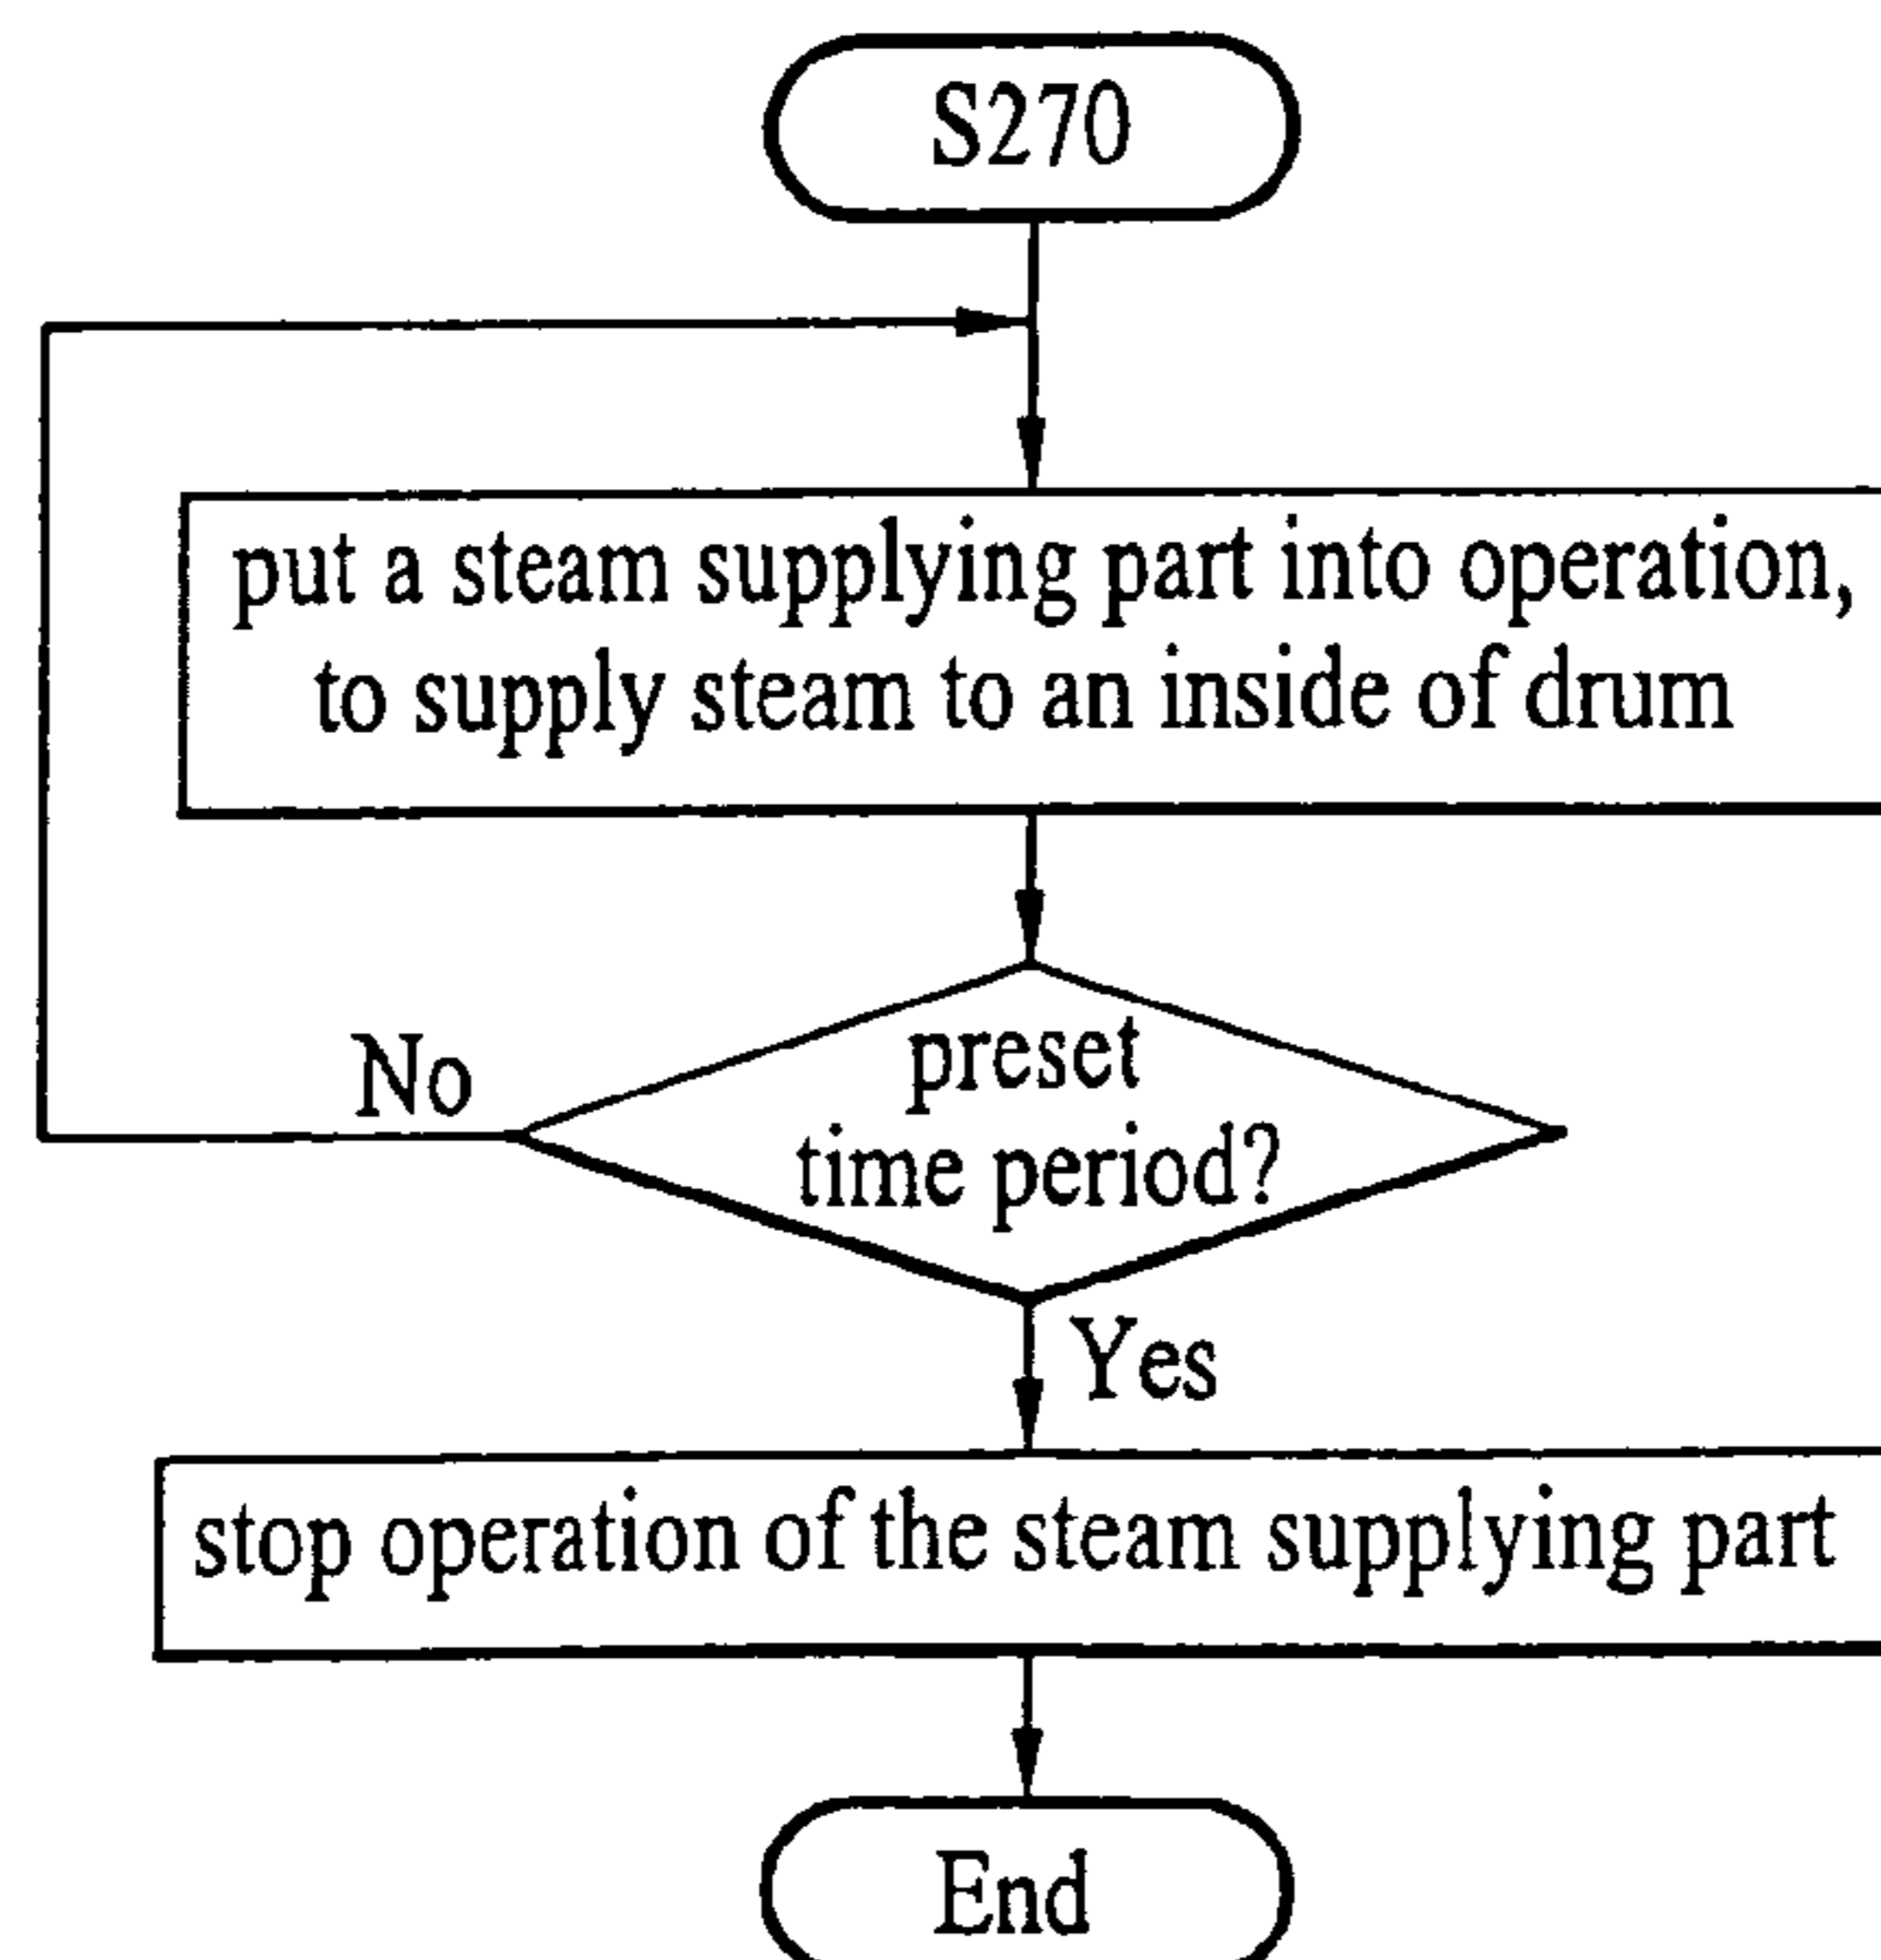 S270
put a steam supplying part into operation,
to supply steam to an inside of drum
preset
time period?
No
Yes
stop operation of the steam supplying part
End